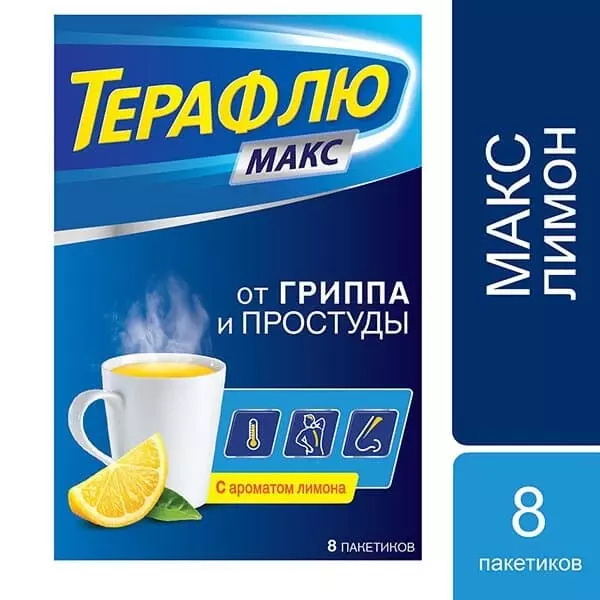 ТЕРАФЛЮ
МАКС
от ГРИППА
и ПРОСТУДЫ
С ароматом лимона
8 ПАКЕТИКОВ
МАКС
ЛИМОН
8
пакетиков